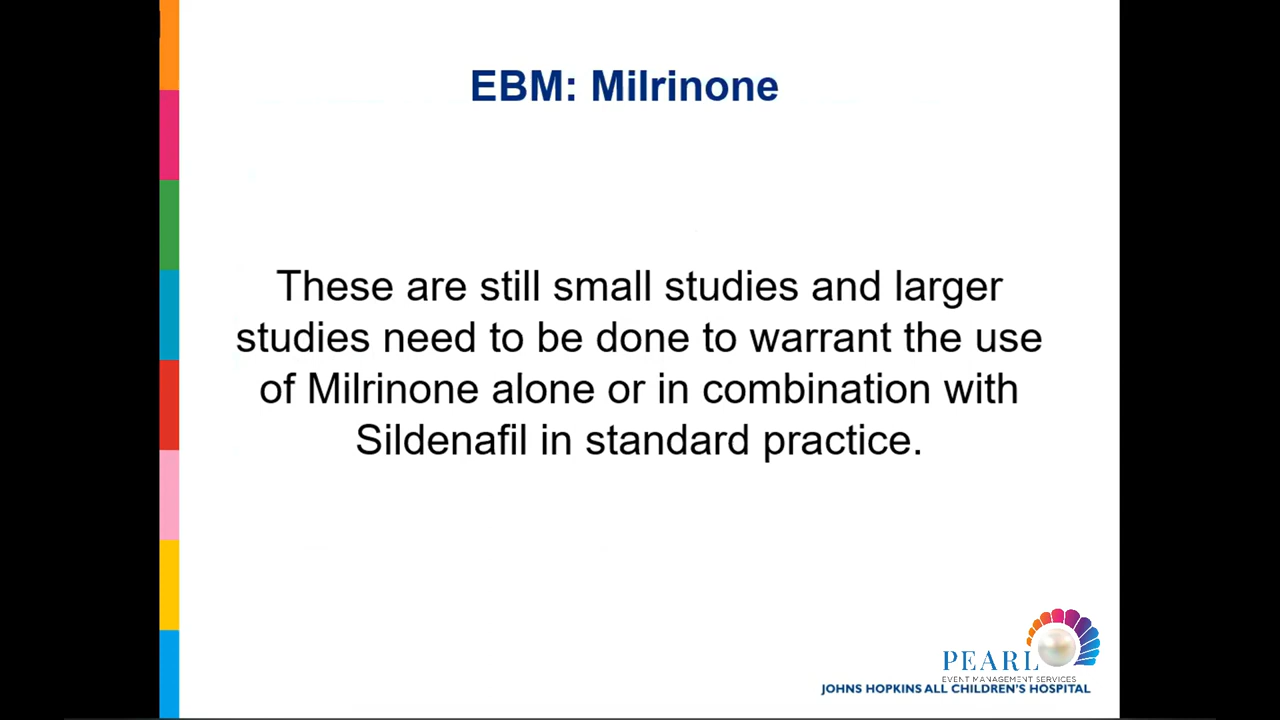 EBM: Milrinone
These are still small studies and larger
studies need to be done to warrant the use
of Milrinone alone or in combination with
Sildenafil in standard practice.
PEARL
EVENT MANAGEMENT SERVICES
JOHNS HOPKINS ALL CHILDREN'S HOSPITAL